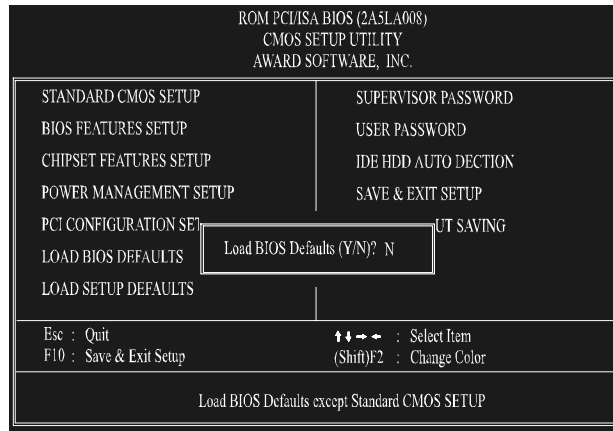 ROM PCI/ISA BIOS (2A5LA008)
CMOS SETUP UTILITY
AWARD SOFTWARE, INC.
STANDARD CMOS SETUP
BIOS FEATURES SETUP
CHIPSET FEATURES SETUP
POWER MANAGEMENT SETUP
PCI CONFIGURATION SET
LOAD BIOS DEFAULTS
LOAD SETUP DEFAULTS
SUPERVISOR PASSWORD
USER PASSWORD
IDE HDD AUTO DECTION
SAVE & EXIT SETUP
UT SAVING
Load BIOS Defaults (Y/N)? N
Esc : Quit
F10 : Save & Exit Setup
↑↓→← : Select Item
(Shift)F2 : Change Color
Load BIOS Defaults except Standard CMOS SETUP